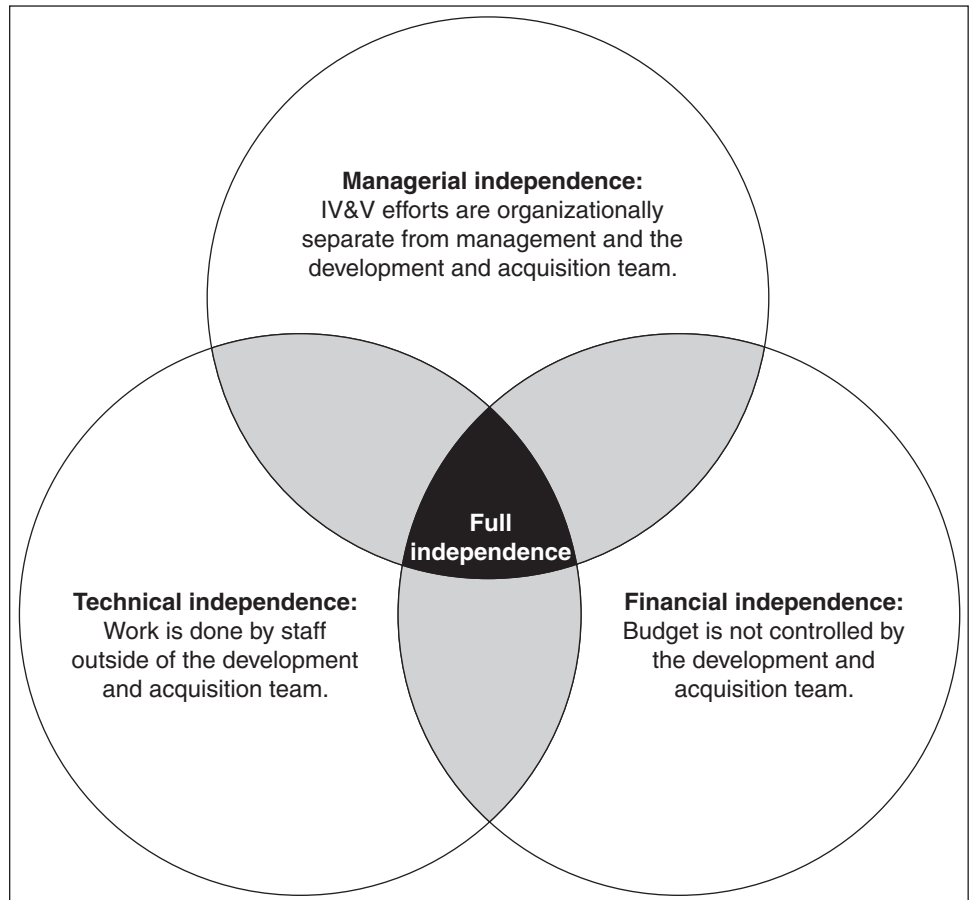 Managerial independence:
IV&V efforts are organizationally
separate from management and the
development and acquisition team.
Full
independence
Technical independence:
Work is done by staff
outside of the development
and acquisition team.
Financial independence:
Budget is not controlled by
the development and
acquisition team.